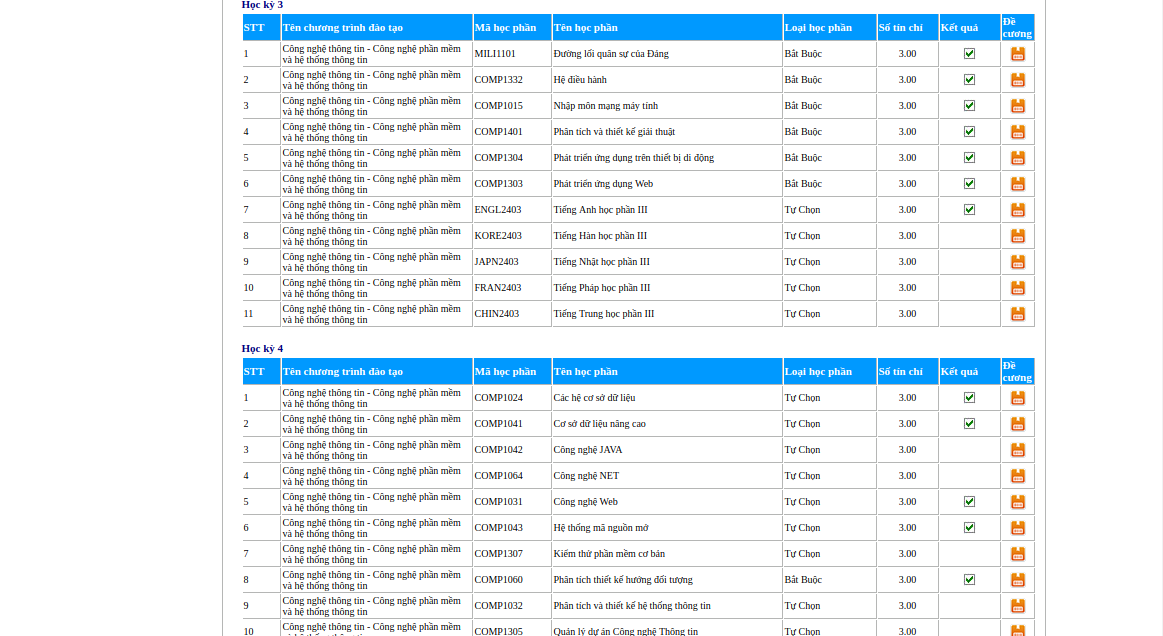 Học kỳ 3
STT Tên chương trình đào tạo Mã học phần Tên học phần Loại học phần Số tín chỉ Kết quả Đề cương
1 Công nghệ thông tin - Công nghệ phần mềm và hệ thống thông tin MILI1101 Đường lối quân sự của Đảng Bắt Buộc 3.00
2 Công nghệ thông tin - Công nghệ phần mềm và hệ thống thông tin COMP1332 Hệ điều hành Bắt Buộc 3.00
3 Công nghệ thông tin - Công nghệ phần mềm và hệ thống thông tin COMP1015 Nhập môn mạng máy tính Bắt Buộc 3.00
4 Công nghệ thông tin - Công nghệ phần mềm và hệ thống thông tin COMP1401 Phân tích và thiết kế giải thuật Bắt Buộc 3.00
5 Công nghệ thông tin - Công nghệ phần mềm và hệ thống thông tin COMP1304 Phát triển ứng dụng trên thiết bị di động Bắt Buộc 3.00
6 Công nghệ thông tin - Công nghệ phần mềm và hệ thống thông tin COMP1303 Phát triển ứng dụng Web Bắt Buộc 3.00
7 Công nghệ thông tin - Công nghệ phần mềm và hệ thống thông tin ENGL2403 Tiếng Anh học phần III Tự Chọn 3.00
8 Công nghệ thông tin - Công nghệ phần mềm và hệ thống thông tin KORE2403 Tiếng Hàn học phần III Tự Chọn 3.00
9 Công nghệ thông tin - Công nghệ phần mềm và hệ thống thông tin JAPN2403 Tiếng Nhật học phần III Tự Chọn 3.00
10 Công nghệ thông tin - Công nghệ phần mềm và hệ thống thông tin FRAN2403 Tiếng Pháp học phần III Tự Chọn 3.00
11 Công nghệ thông tin - Công nghệ phần mềm và hệ thống thông tin CHIN2403 Tiếng Trung học phần III Tự Chọn 3.00
Học kỳ 4
STT Tên chương trình đào tạo Mã học phần Tên học phần Loại học phần Số tín chỉ Kết quả Đề cương
1 Công nghệ thông tin - Công nghệ phần mềm và hệ thống thông tin COMP1024 Các hệ cơ sở dữ liệu Tự Chọn 3.00
2 Công nghệ thông tin - Công nghệ phần mềm và hệ thống thông tin COMP1041 Cơ sở dữ liệu nâng cao Tự Chọn 3.00
3 Công nghệ thông tin - Công nghệ phần mềm và hệ thống thông tin COMP1042 Công nghệ JAVA Tự Chọn 3.00
4 Công nghệ thông tin - Công nghệ phần mềm và hệ thống thông tin COMP1064 Công nghệ NET Tự Chọn 3.00
5 Công nghệ thông tin - Công nghệ phần mềm và hệ thống thông tin COMP1031 Công nghệ Web Tự Chọn 3.00
6 Công nghệ thông tin - Công nghệ phần mềm và hệ thống thông tin COMP1043 Hệ thống mã nguồn mở Tự Chọn 3.00
7 Công nghệ thông tin - Công nghệ phần mềm và hệ thống thông tin COMP1307 Kiểm thử phần mềm cơ bản Tự Chọn 3.00
8 Công nghệ thông tin - Công nghệ phần mềm và hệ thống thông tin COMP1060 Phân tích thiết kế hướng đối tượng Bắt Buộc 3.00
9 Công nghệ thông tin - Công nghệ phần mềm và hệ thống thông tin COMP1032 Phân tích và thiết kế hệ thống thông tin Tự Chọn 3.00
10 Công nghệ thông tin - Công nghệ phần mềm COMP1305 Quản lý dự án Công nghệ Thông tin Tự Chọn 3.00